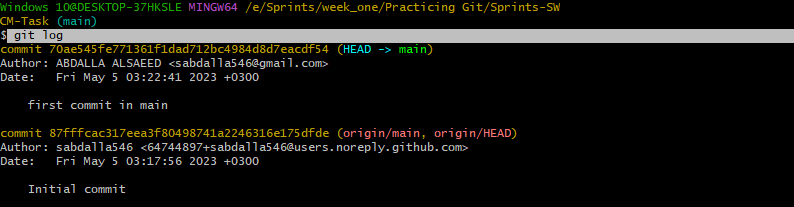 Windows 10@DESKTOP-37HKSLE MINGW64 /e/Sprints/week_one/Practicing Git/Sprints-SW
CM-Task (main)
$ git log
commit 70ae545fe771361f1dad712bc4984d8d7eacdf54 (HEAD -> main)
Author: ABDALLA ALSAEED <sabdalla546@gmail.com>
Date:   Fri May 5 03:22:41 2023 +0300
first commit in main
commit 87fffcac317eea3f80498741a2246316e175dfde (origin/main, origin/HEAD)
Author: sabdalla546 <64744897+sabdalla546@users.noreply.github.com>
Date:   Fri May 5 03:17:56 2023 +0300
Initial commit